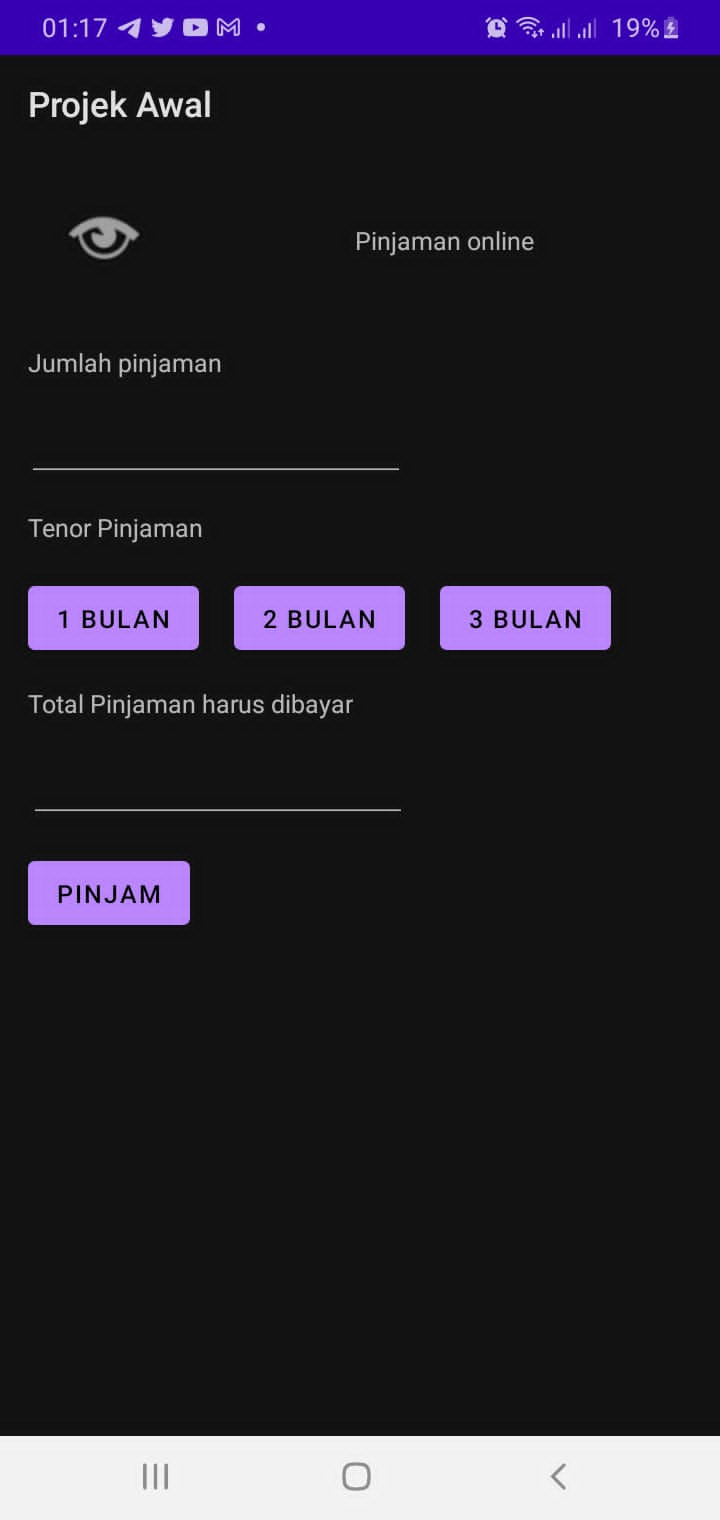 01:17 19%
Projek Awal
Pinjaman online
Jumlah pinjaman
Tenor Pinjaman
1 BULAN 2 BULAN 3 BULAN
Total Pinjaman harus dibayar
PINJAM